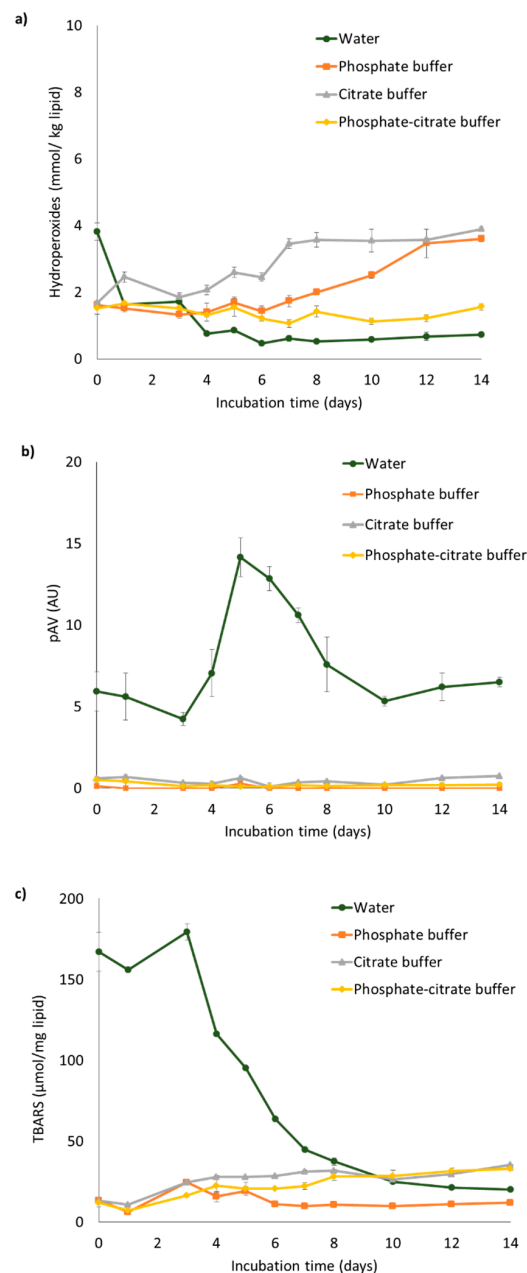 a)
10
8
6
4
2
0
Hydroperoxides (mmol/ kg lipid)
Water
Phosphate buffer
Citrate buffer
Phosphate-citrate buffer
0 2 4 6 8 10 12 14
Incubation time (days)
b)
20
15
10
5
0
pAV (AU)
Water
Phosphate buffer
Citrate buffer
Phosphate-citrate buffer
0 2 4 6 8 10 12 14
Incubation time (days)
c)
200
150
100
50
0
TBARS (µmol/mg lipid)
Water
Phosphate buffer
Citrate buffer
Phosphate-citrate buffer
0 2 4 6 8 10 12 14
Incubation time (days)